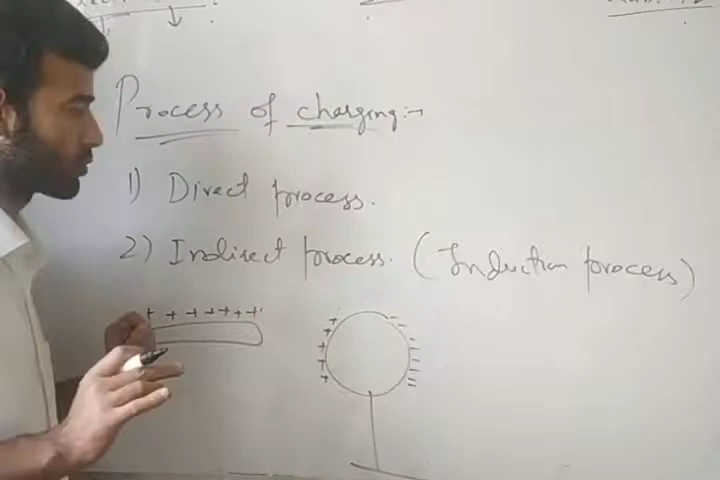 Process of charging:-
1) Direct process.
2) Indirect process. (Induction process)
+ + + + + + +